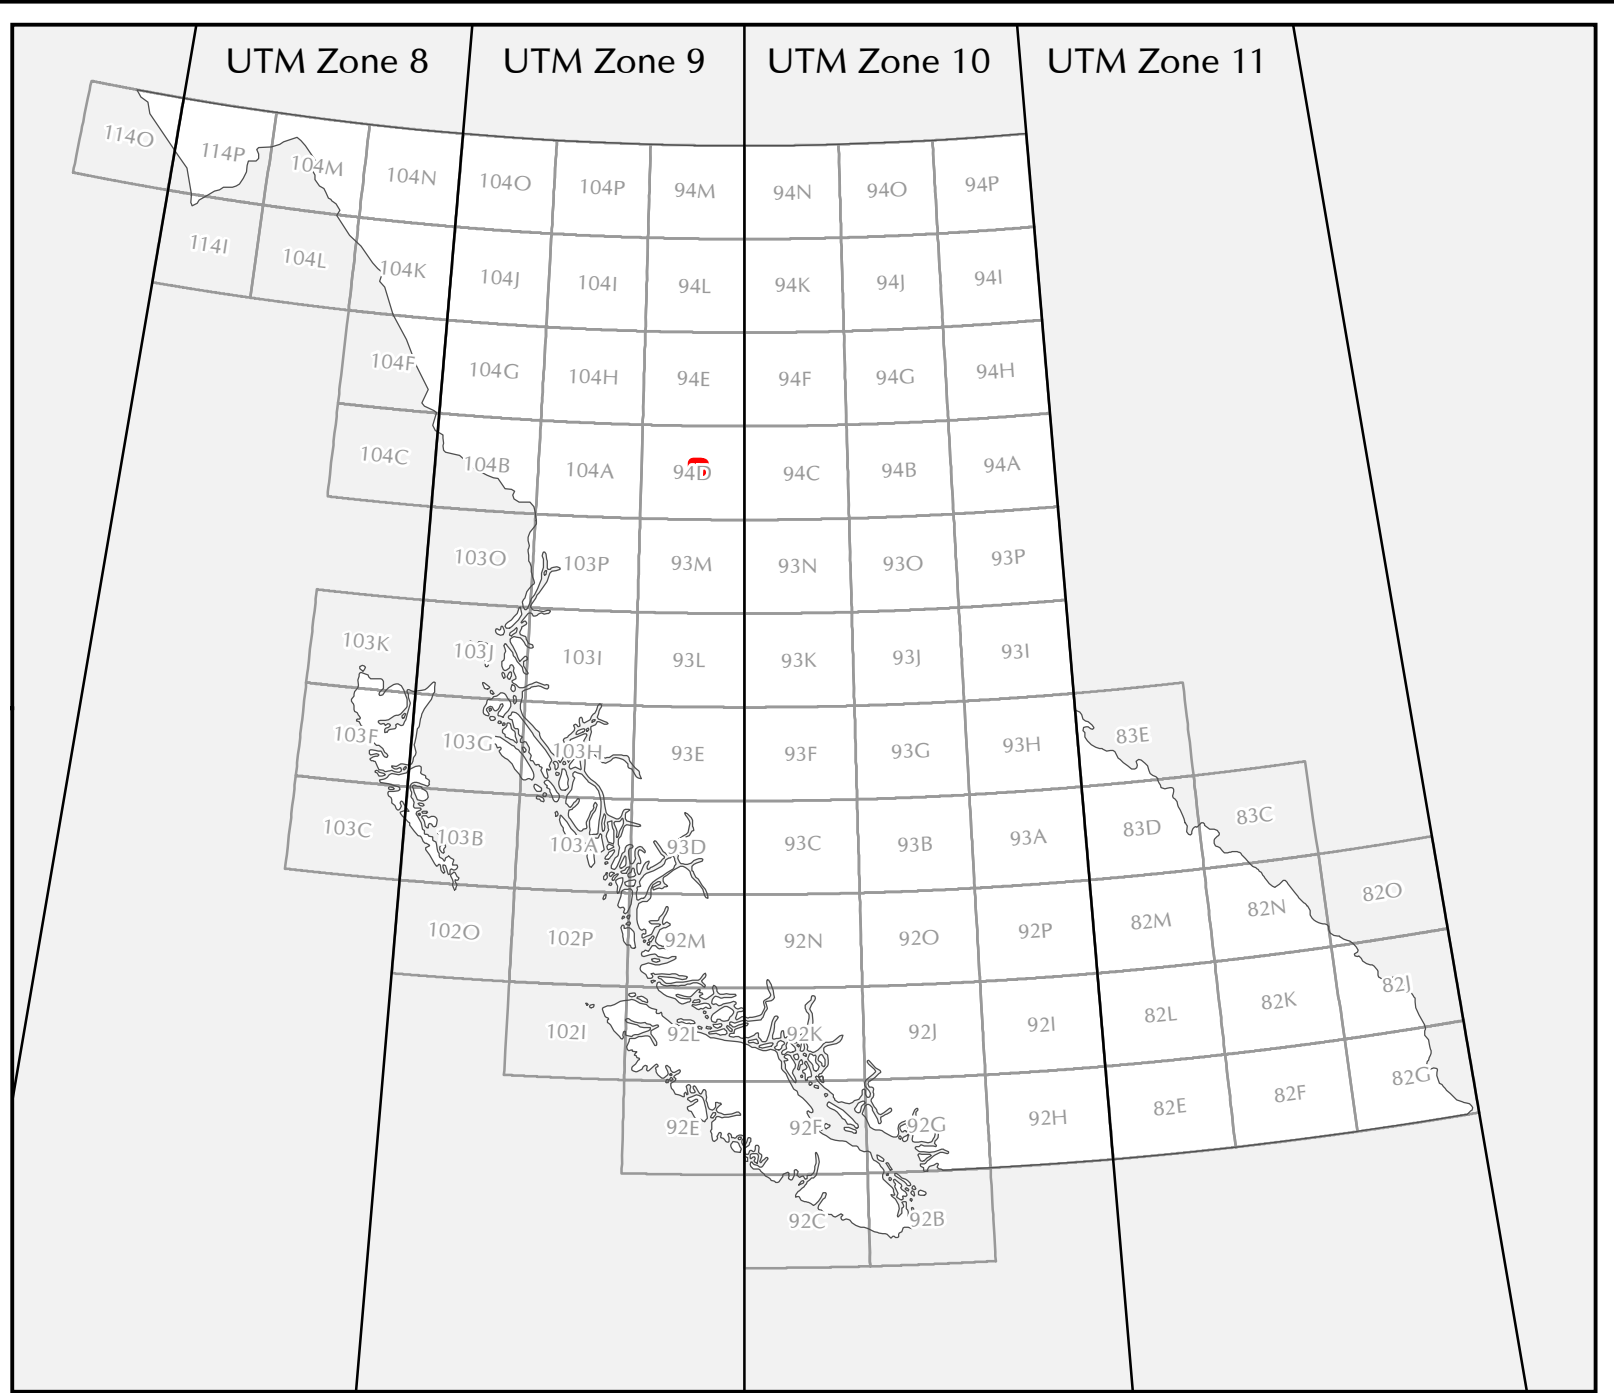 UTM Zone 8 UTM Zone 9 UTM Zone 10 UTM Zone 11
114O 114P 104M 104N 104O 104P 94M 94N 94O 94P
114I 104L 104K 104J 104I 94L 94K 94J 94I
104F 104G 104H 94E 94F 94G 94H
104C 104B 104A 94D 94C 94B 94A
103O 103P 93M 93N 93O 93P
103K 103J 103I 93L 93K 93J 93I
103F 103G 103H 93E 93F 93G 93H 83E
103C 103B 103A 93D 93C 93B 93A 83D 83C
102O 102P 92M 92N 92O 92P 82M 82N 82O
102I 92L 92K 92J 92I 82L 82K 82J
92E 92F 92G 92H 82E 82F 82G
92C 92B